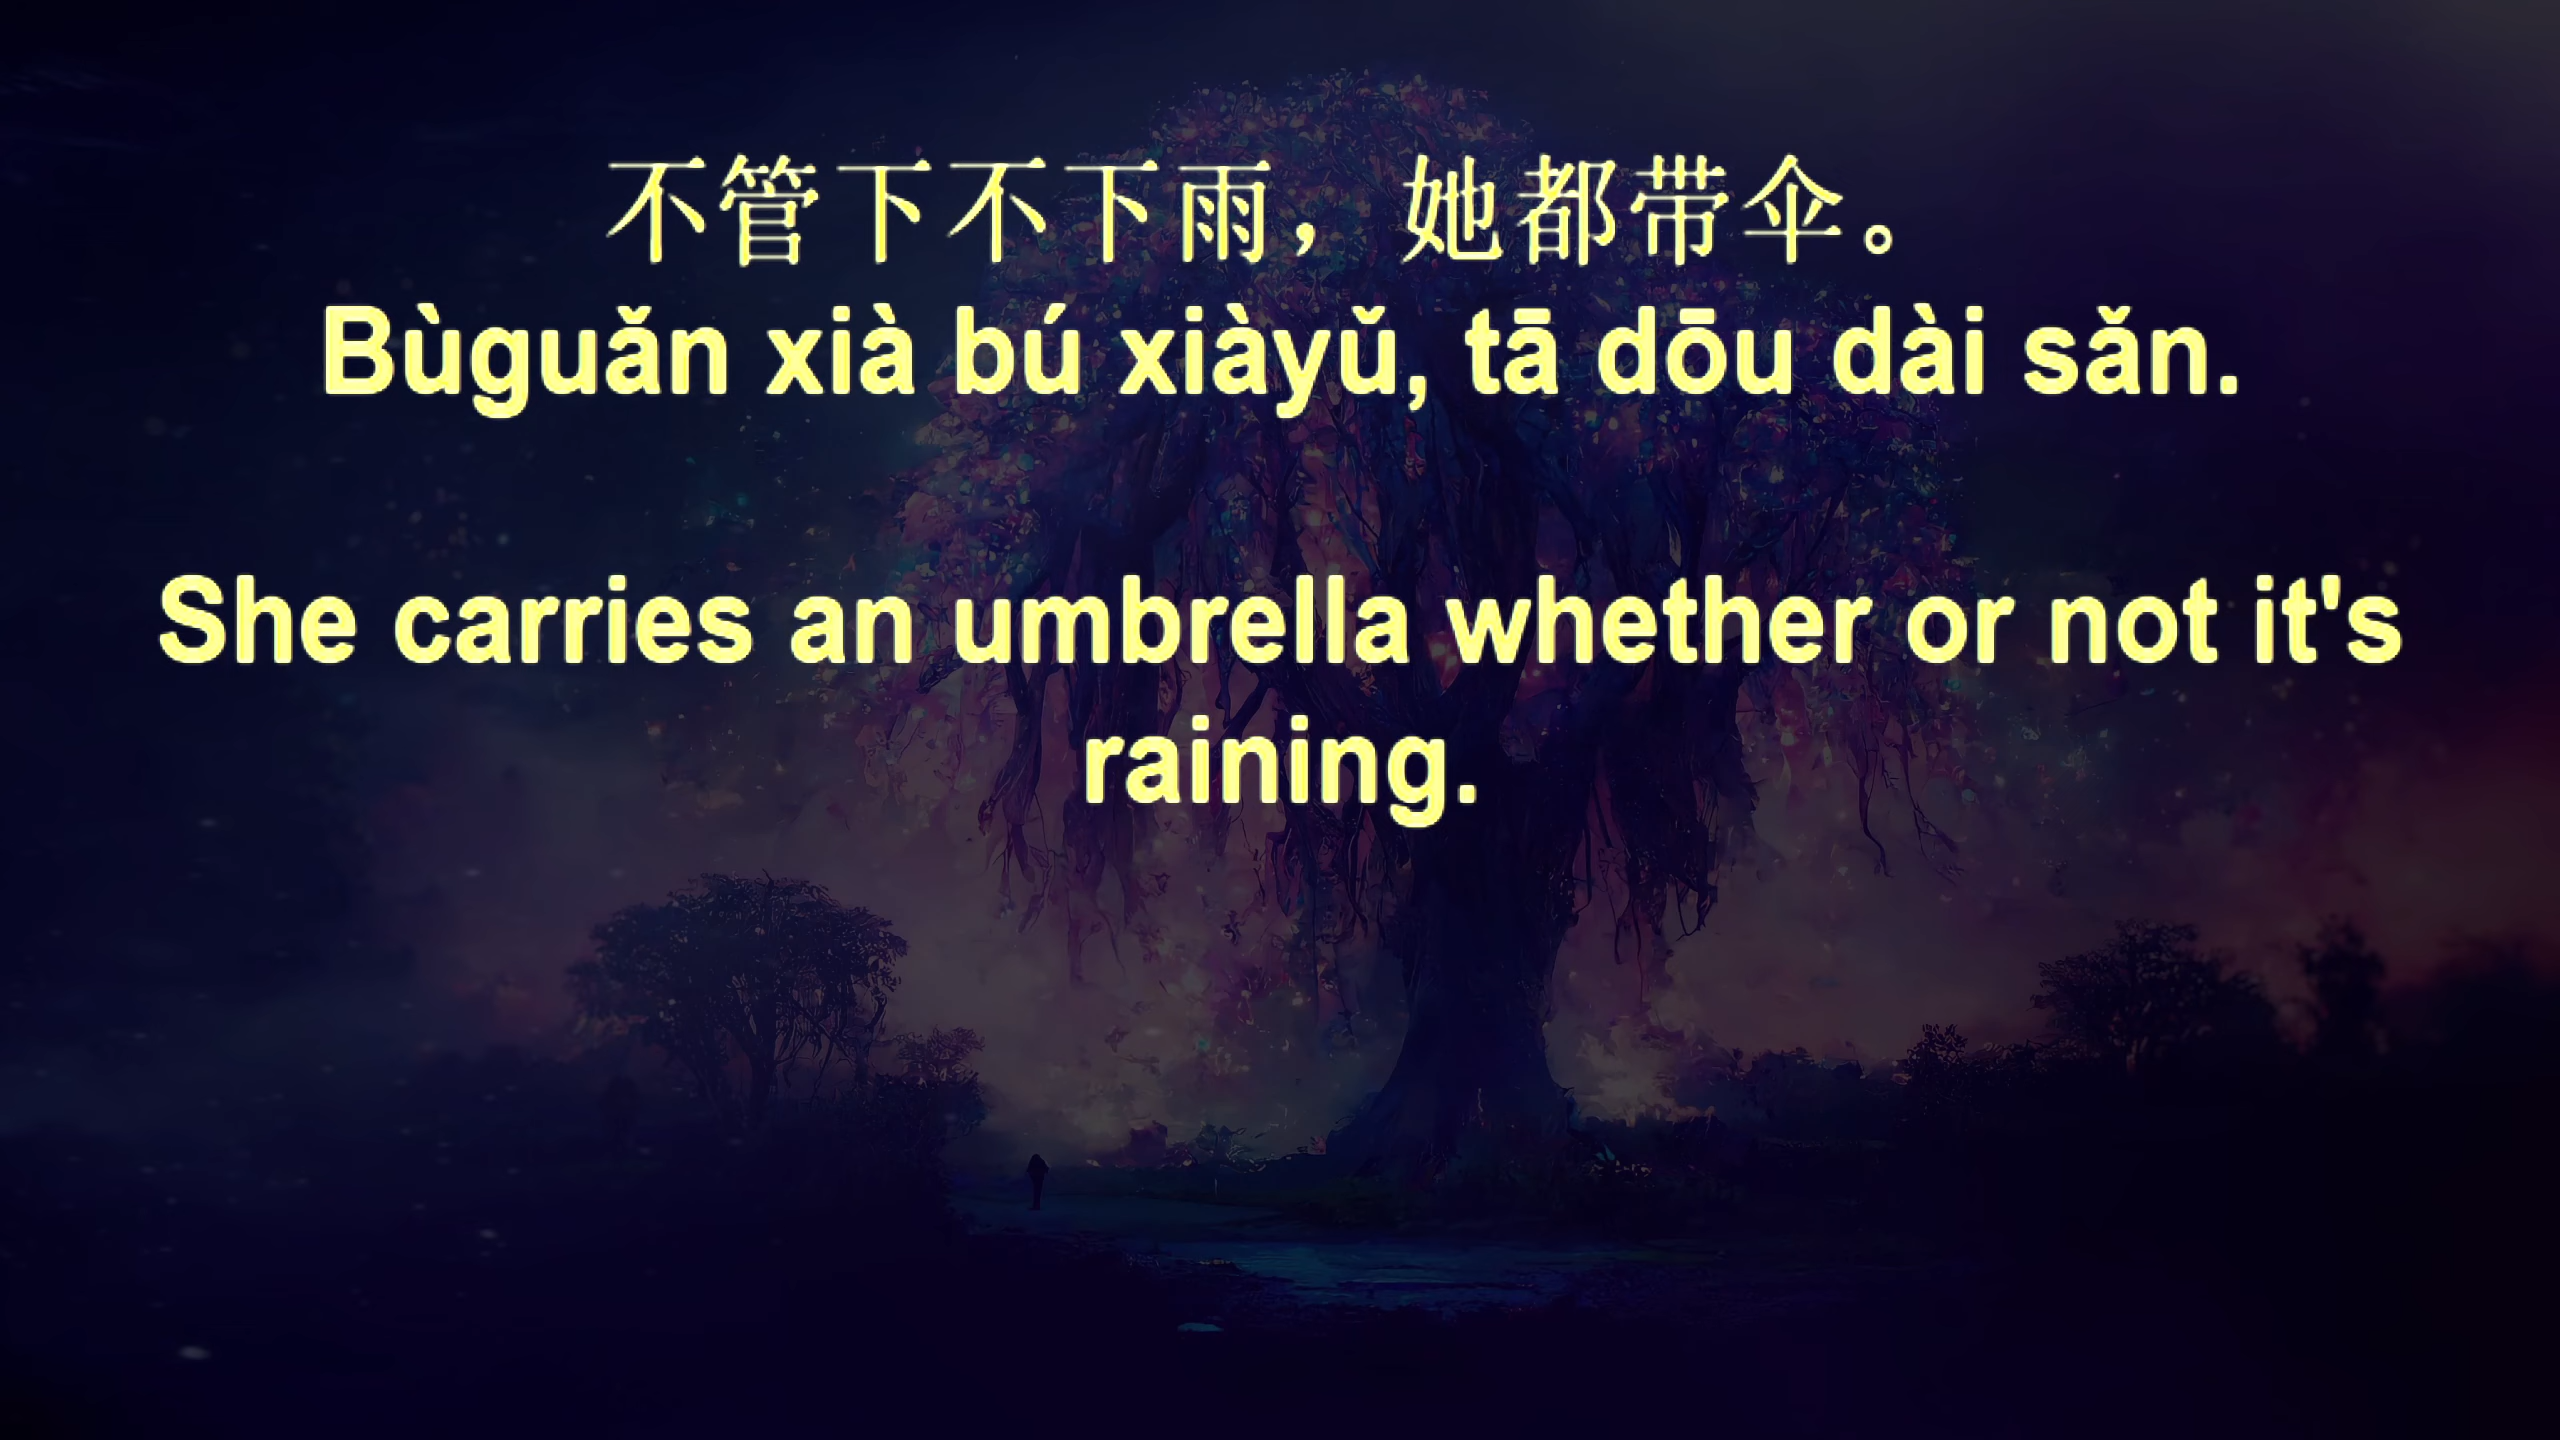 不管下不下雨，她都带伞。
Bùguǎn xià bú xiàyǔ, tā dōu dài sǎn.
She carries an umbrella whether or not it's
raining.